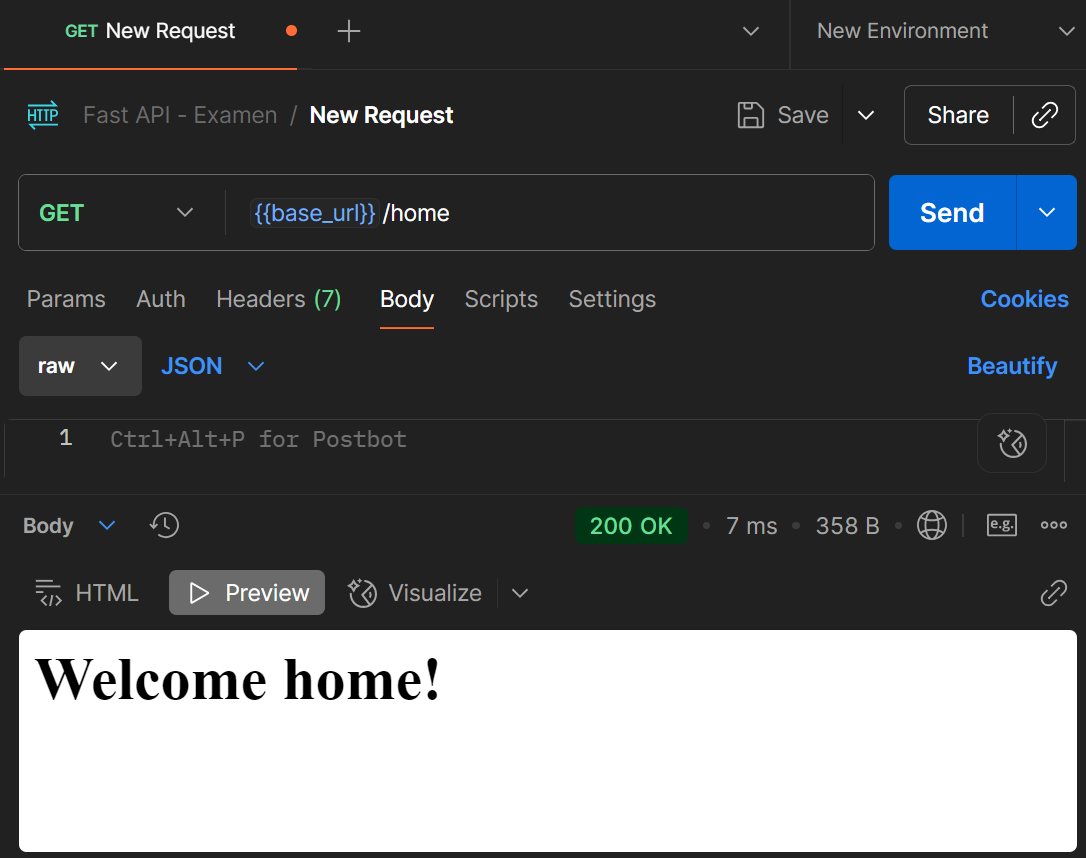 GET New Request
New Environment
HTTP Fast API - Examen / New Request
Save
Share
GET
{{base_url}} /home
Send
Params Auth Headers (7) Body Scripts Settings Cookies
raw JSON Beautify
1 Ctrl+Alt+P for Postbot
Body 200 OK • 7 ms • 358 B • e.g.
HTML Preview Visualize
Welcome home!